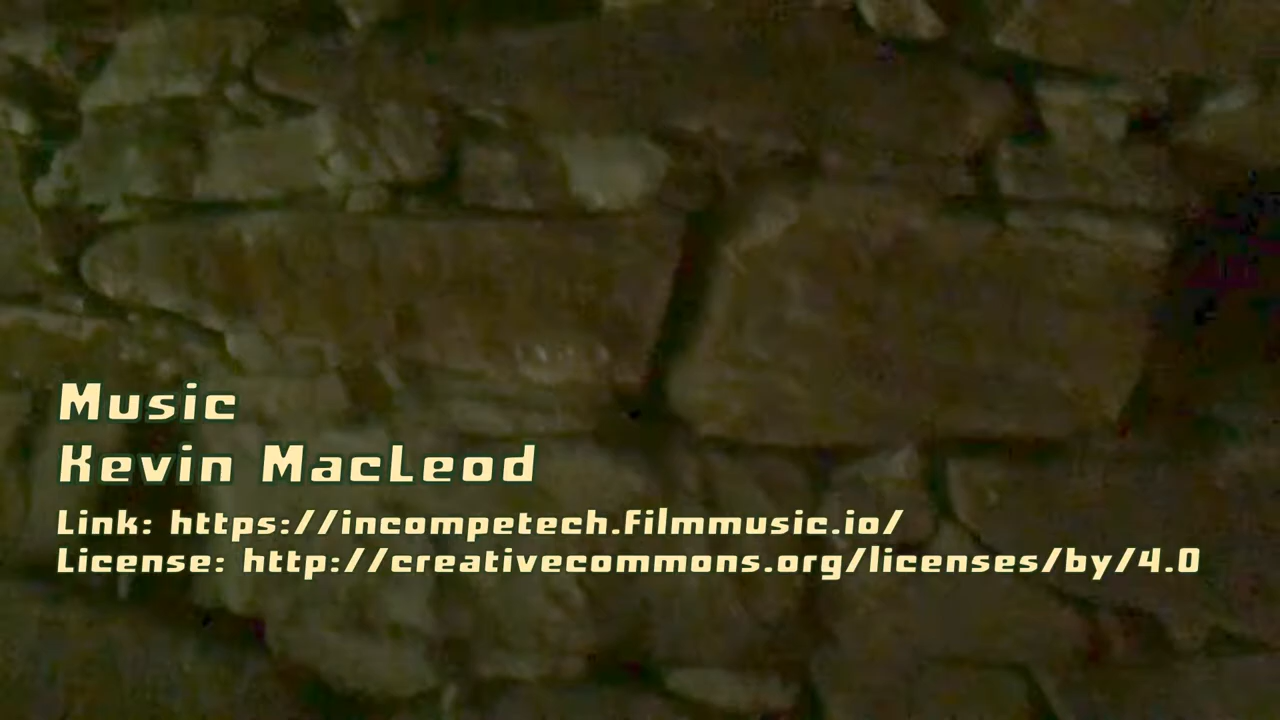 Music
Kevin MacLeod
Link: https://incompetech.filmmusic.io/
License: http://creativecommons.org/licenses/by/4.0